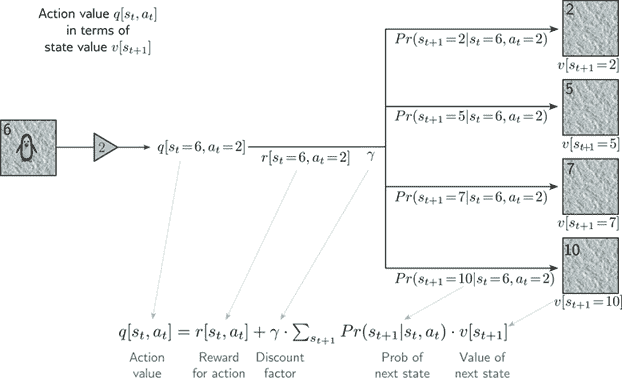 Action value q[s_t, a_t]
in terms of
state value v[s_{t+1}]
6
2
q[s_t=6, a_t=2]
r[s_t=6, a_t=2]
γ
Pr(s_{t+1}=2|s_t=6, a_t=2)
2
v[s_{t+1}=2]
Pr(s_{t+1}=5|s_t=6, a_t=2)
5
v[s_{t+1}=5]
Pr(s_{t+1}=7|s_t=6, a_t=2)
7
v[s_{t+1}=7]
Pr(s_{t+1}=10|s_t=6, a_t=2)
10
v[s_{t+1}=10]
q[s_t, a_t] = r[s_t, a_t] + γ · ∑_{s_{t+1}} Pr(s_{t+1}|s_t, a_t) · v[s_{t+1}]
Action
value
Reward
for action
Discount
factor
Prob of
next state
Value of
next state